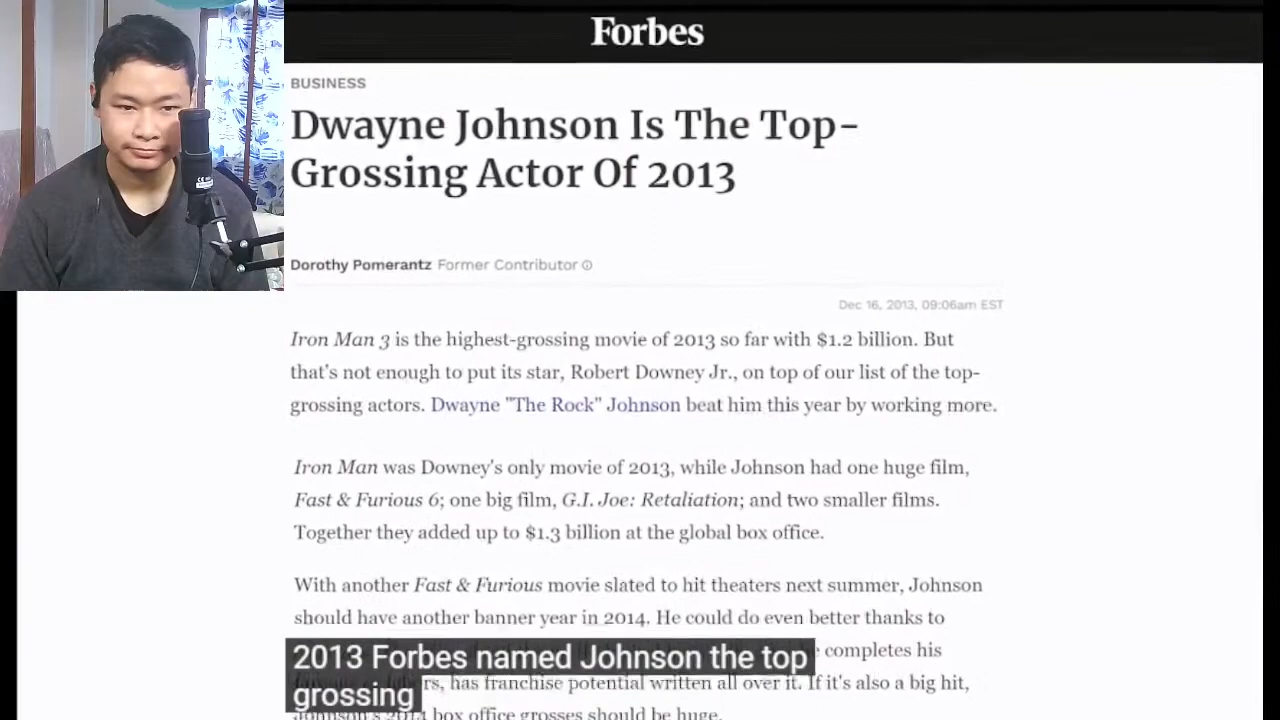 Forbes
BUSINESS
Dwayne Johnson Is The Top-
Grossing Actor Of 2013
Dorothy Pomerantz Former Contributor
Dec 16, 2013, 09:06am EST
Iron Man 3 is the highest-grossing movie of 2013 so far with $1.2 billion. But
that's not enough to put its star, Robert Downey Jr., on top of our list of the top-
grossing actors. Dwayne "The Rock" Johnson beat him this year by working more.
Iron Man was Downey's only movie of 2013, while Johnson had one huge film,
Fast & Furious 6; one big film, G.I. Joe: Retaliation; and two smaller films.
Together they added up to $1.3 billion at the global box office.
With another Fast & Furious movie slated to hit theaters next summer, Johnson
should have another banner year in 2014. He could do even better thanks to
completes his
has franchise potential written all over it. If it's also a big hit,
Johnson's 2014 box office grosses should be huge.
2013 Forbes named Johnson the top
grossing